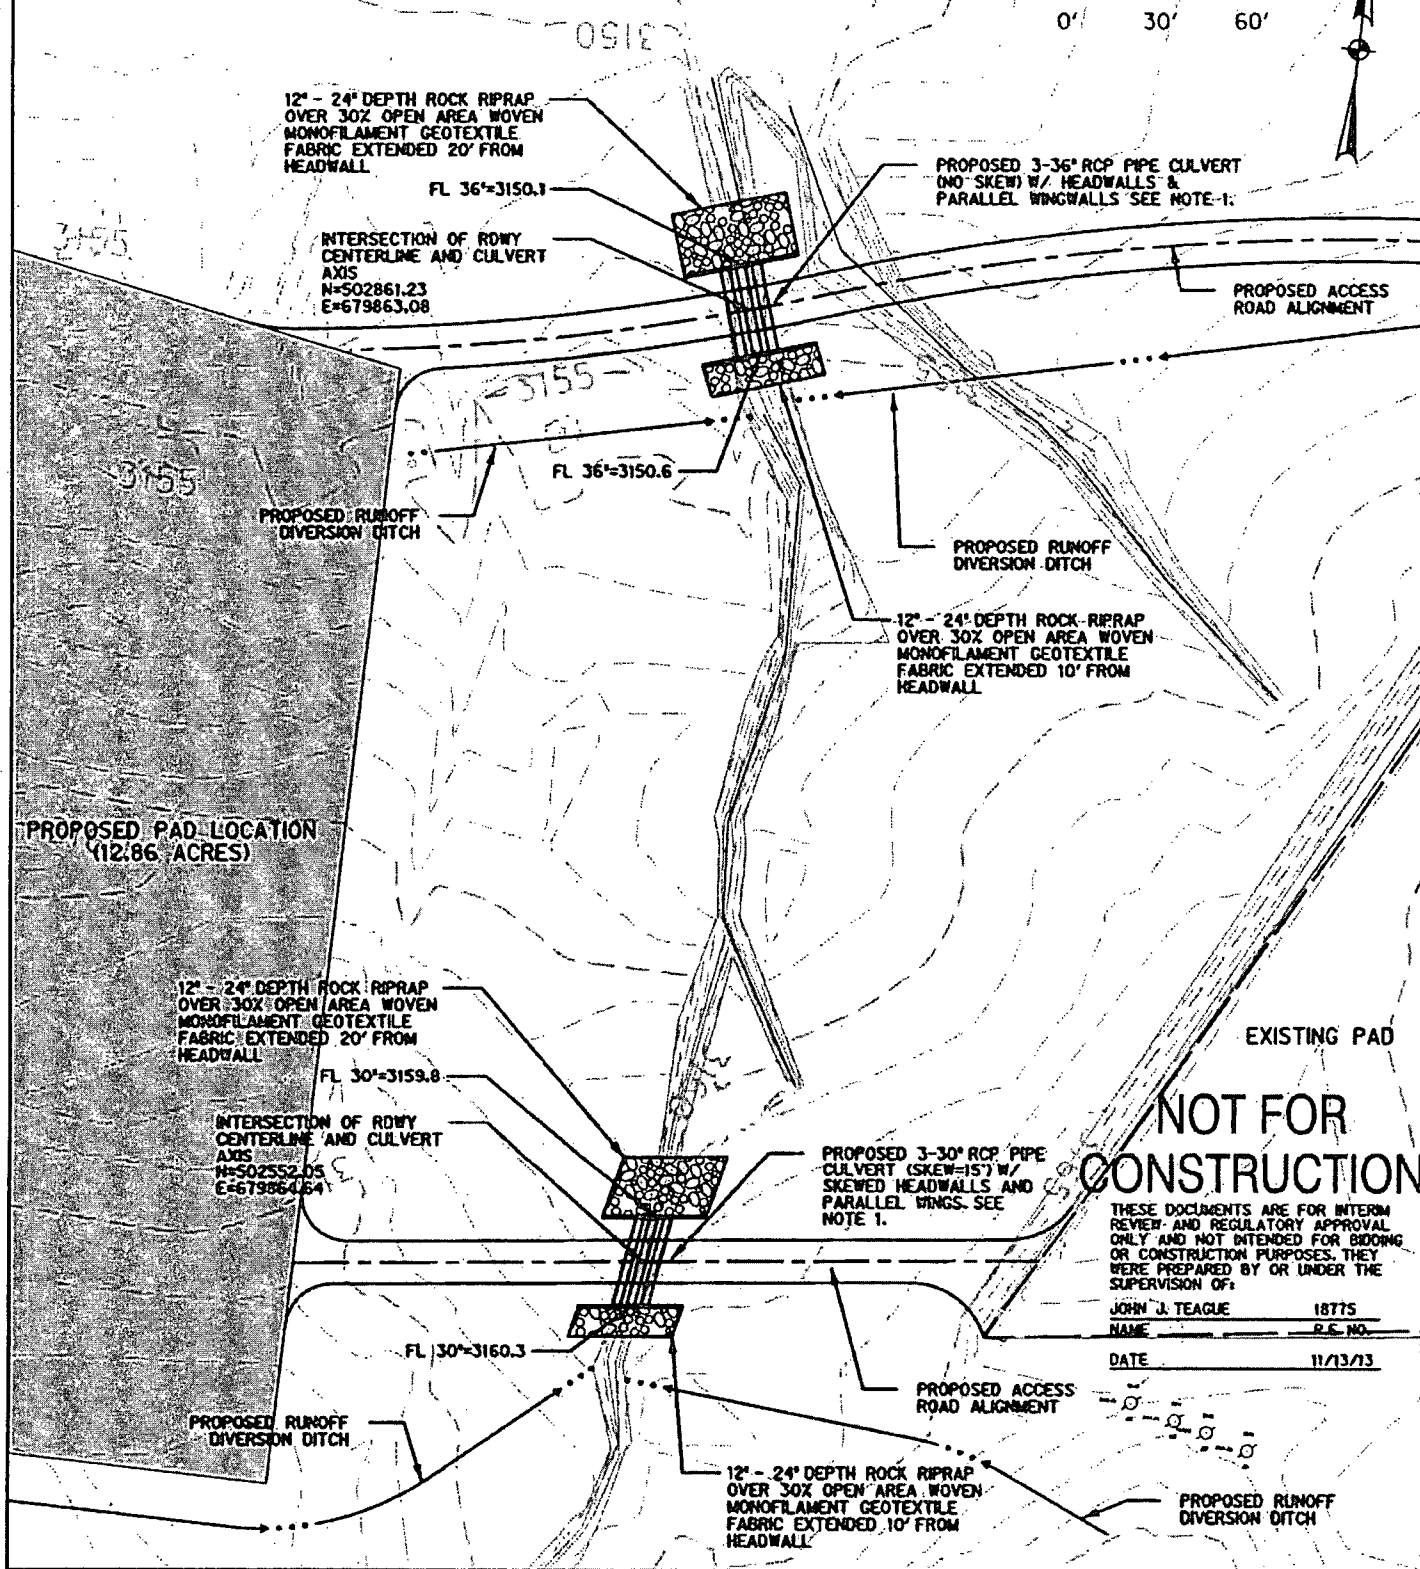 0' 30' 60'
3150
12" - 24" DEPTH ROCK RIPRAP
OVER 30% OPEN AREA WOVEN
MONOFILAMENT GEOTEXTILE
FABRIC EXTENDED 20' FROM
HEADWALL
FL 36"=3150.1
PROPOSED 3-36" RCP PIPE CULVERT
(NO SKEW) W/ HEADWALLS &
PARALLEL WINGWALLS SEE NOTE 1.
3155
INTERSECTION OF RDWY
CENTERLINE AND CULVERT
AXIS
N=502861.23
E=679863.08
PROPOSED ACCESS
ROAD ALIGNMENT
3155
3155
FL 36"=3150.6
PROPOSED RUNOFF
DIVERSION DITCH
PROPOSED RUNOFF
DIVERSION DITCH
12" - 24" DEPTH ROCK RIPRAP
OVER 30% OPEN AREA WOVEN
MONOFILAMENT GEOTEXTILE
FABRIC EXTENDED 10' FROM
HEADWALL
PROPOSED PAD LOCATION
(12.86 ACRES)
12" - 24" DEPTH ROCK RIPRAP
OVER 30% OPEN AREA WOVEN
MONOFILAMENT GEOTEXTILE
FABRIC EXTENDED 20' FROM
HEADWALL
FL 30"=3159.8
3160
EXISTING PAD
INTERSECTION OF RDWY
CENTERLINE AND CULVERT
AXIS
N=502552.05
E=679864.64
PROPOSED 3-30" RCP PIPE
CULVERT (SKEW=15°) W/
SKEWED HEADWALLS AND
PARALLEL WINGS. SEE
NOTE 1.
NOT FOR
CONSTRUCTION
THESE DOCUMENTS ARE FOR INTERIM
REVIEW AND REGULATORY APPROVAL
ONLY AND NOT INTENDED FOR BIDDING
OR CONSTRUCTION PURPOSES. THEY
WERE PREPARED BY OR UNDER THE
SUPERVISION OF:
JOHN J. TEAGUE 18775
NAME P.E. NO.
DATE 11/13/13
FL 30"=3160.3
PROPOSED ACCESS
ROAD ALIGNMENT
PROPOSED RUNOFF
DIVERSION DITCH
12" - 24" DEPTH ROCK RIPRAP
OVER 30% OPEN AREA WOVEN
MONOFILAMENT GEOTEXTILE
FABRIC EXTENDED 10' FROM
HEADWALL
PROPOSED RUNOFF
DIVERSION DITCH